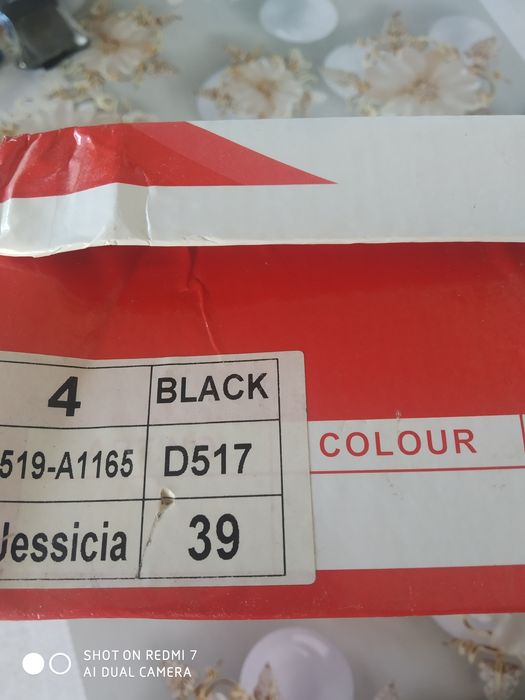 4 BLACK
519-A1165 D517
COLOUR
Jessicia 39
SHOT ON REDMI 7
AI DUAL CAMERA